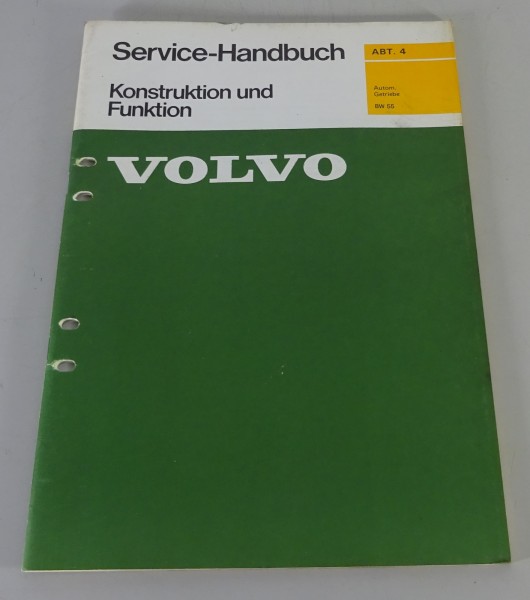 Service-Handbuch
Konstruktion und
Funktion
ABT. 4
Autom.
Getriebe
BW 55
VOLVO